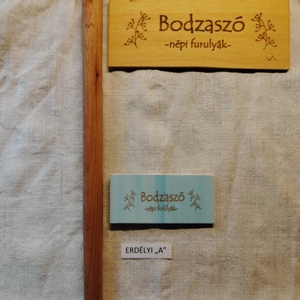 Bodzaszó
-népi furulyák-
Bodzaszó
-népi furulyák-
ERDÉLYI „A"